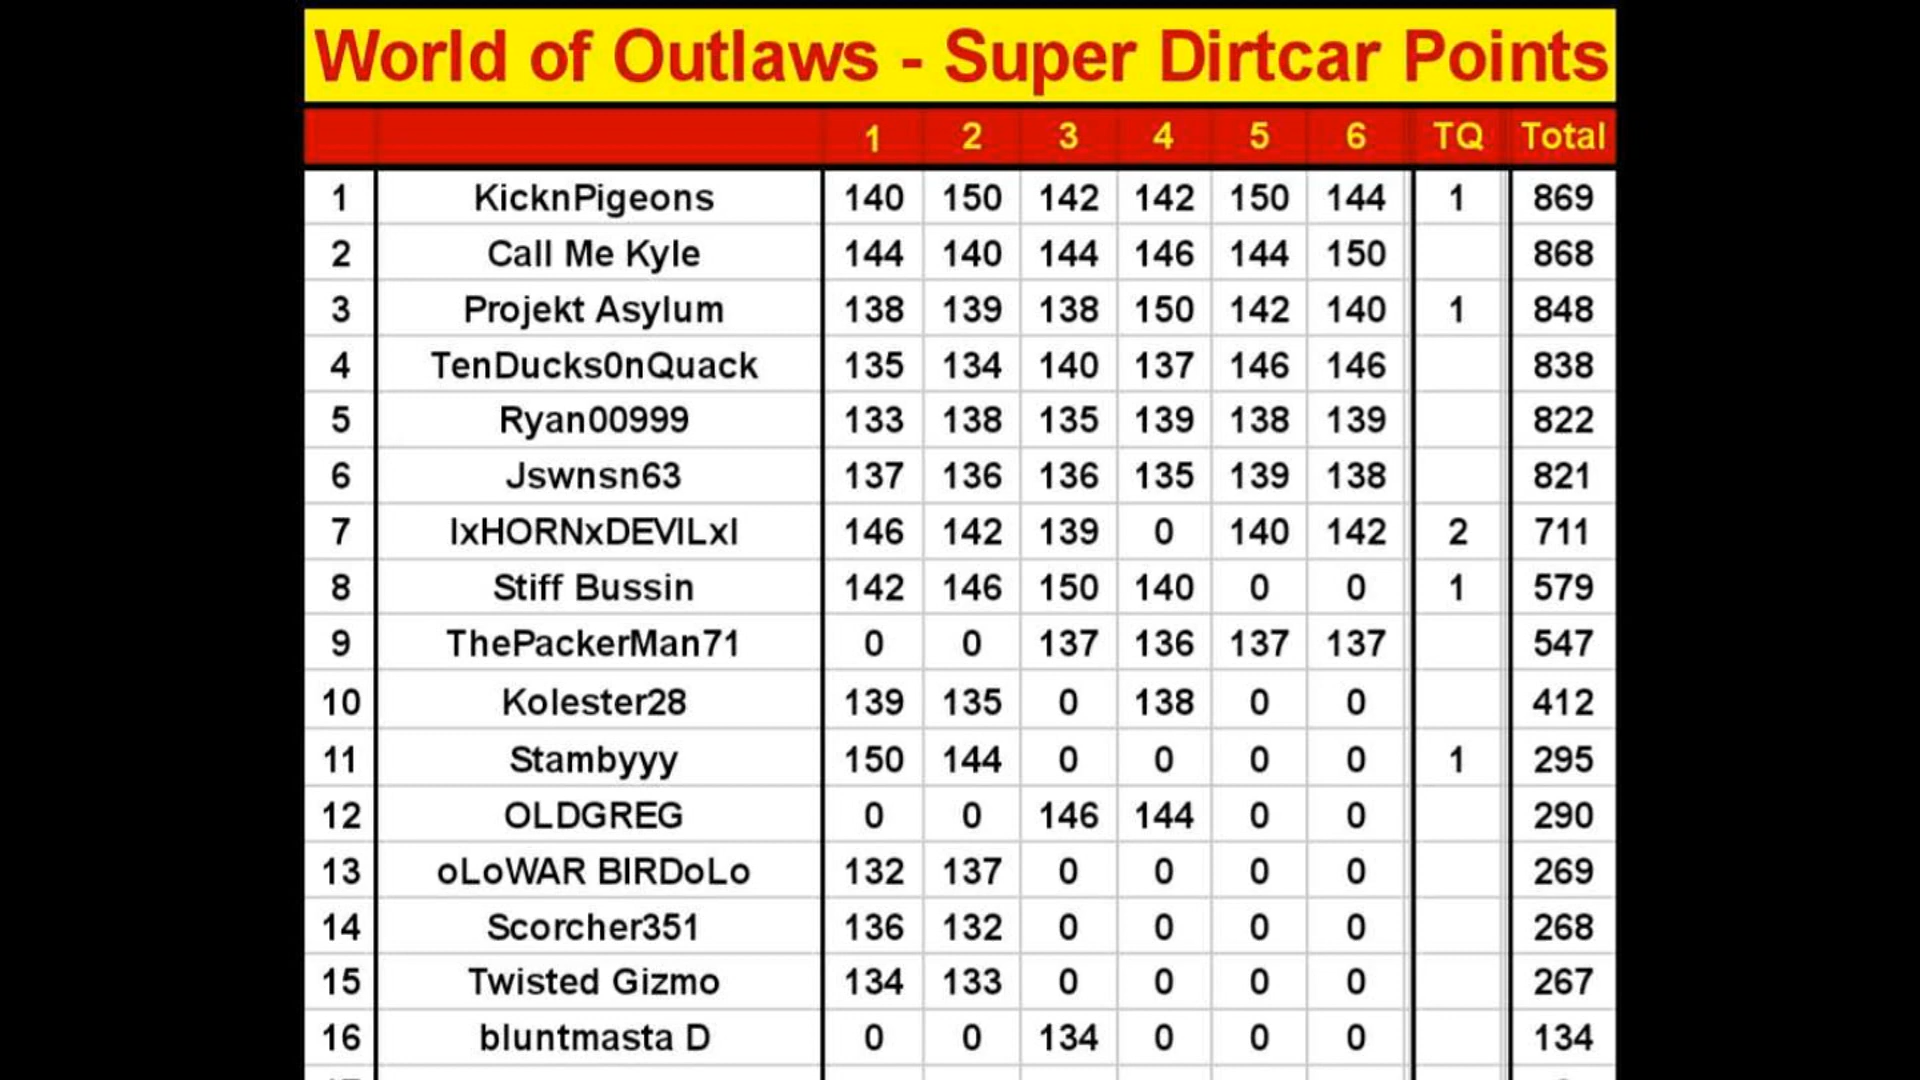 World of Outlaws - Super Dirtcar Points
1 2 3 4 5 6 TQ Total
1 KicknPigeons 140 150 142 142 150 144 1 869
2 Call Me Kyle 144 140 144 146 144 150 868
3 Projekt Asylum 138 139 138 150 142 140 1 848
4 TenDucks0nQuack 135 134 140 137 146 146 838
5 Ryan00999 133 138 135 139 138 139 822
6 Jswnsn63 137 136 136 135 139 138 821
7 IxHORNxDEVILxI 146 142 139 0 140 142 2 711
8 Stiff Bussin 142 146 150 140 0 0 1 579
9 ThePackerMan71 0 0 137 136 137 137 547
10 Kolester28 139 135 0 138 0 0 412
11 Stambyyy 150 144 0 0 0 0 1 295
12 OLDGREG 0 0 146 144 0 0 290
13 oLoWAR BIRDoLo 132 137 0 0 0 0 269
14 Scorcher351 136 132 0 0 0 0 268
15 Twisted Gizmo 134 133 0 0 0 0 267
16 bluntmasta D 0 0 134 0 0 0 134